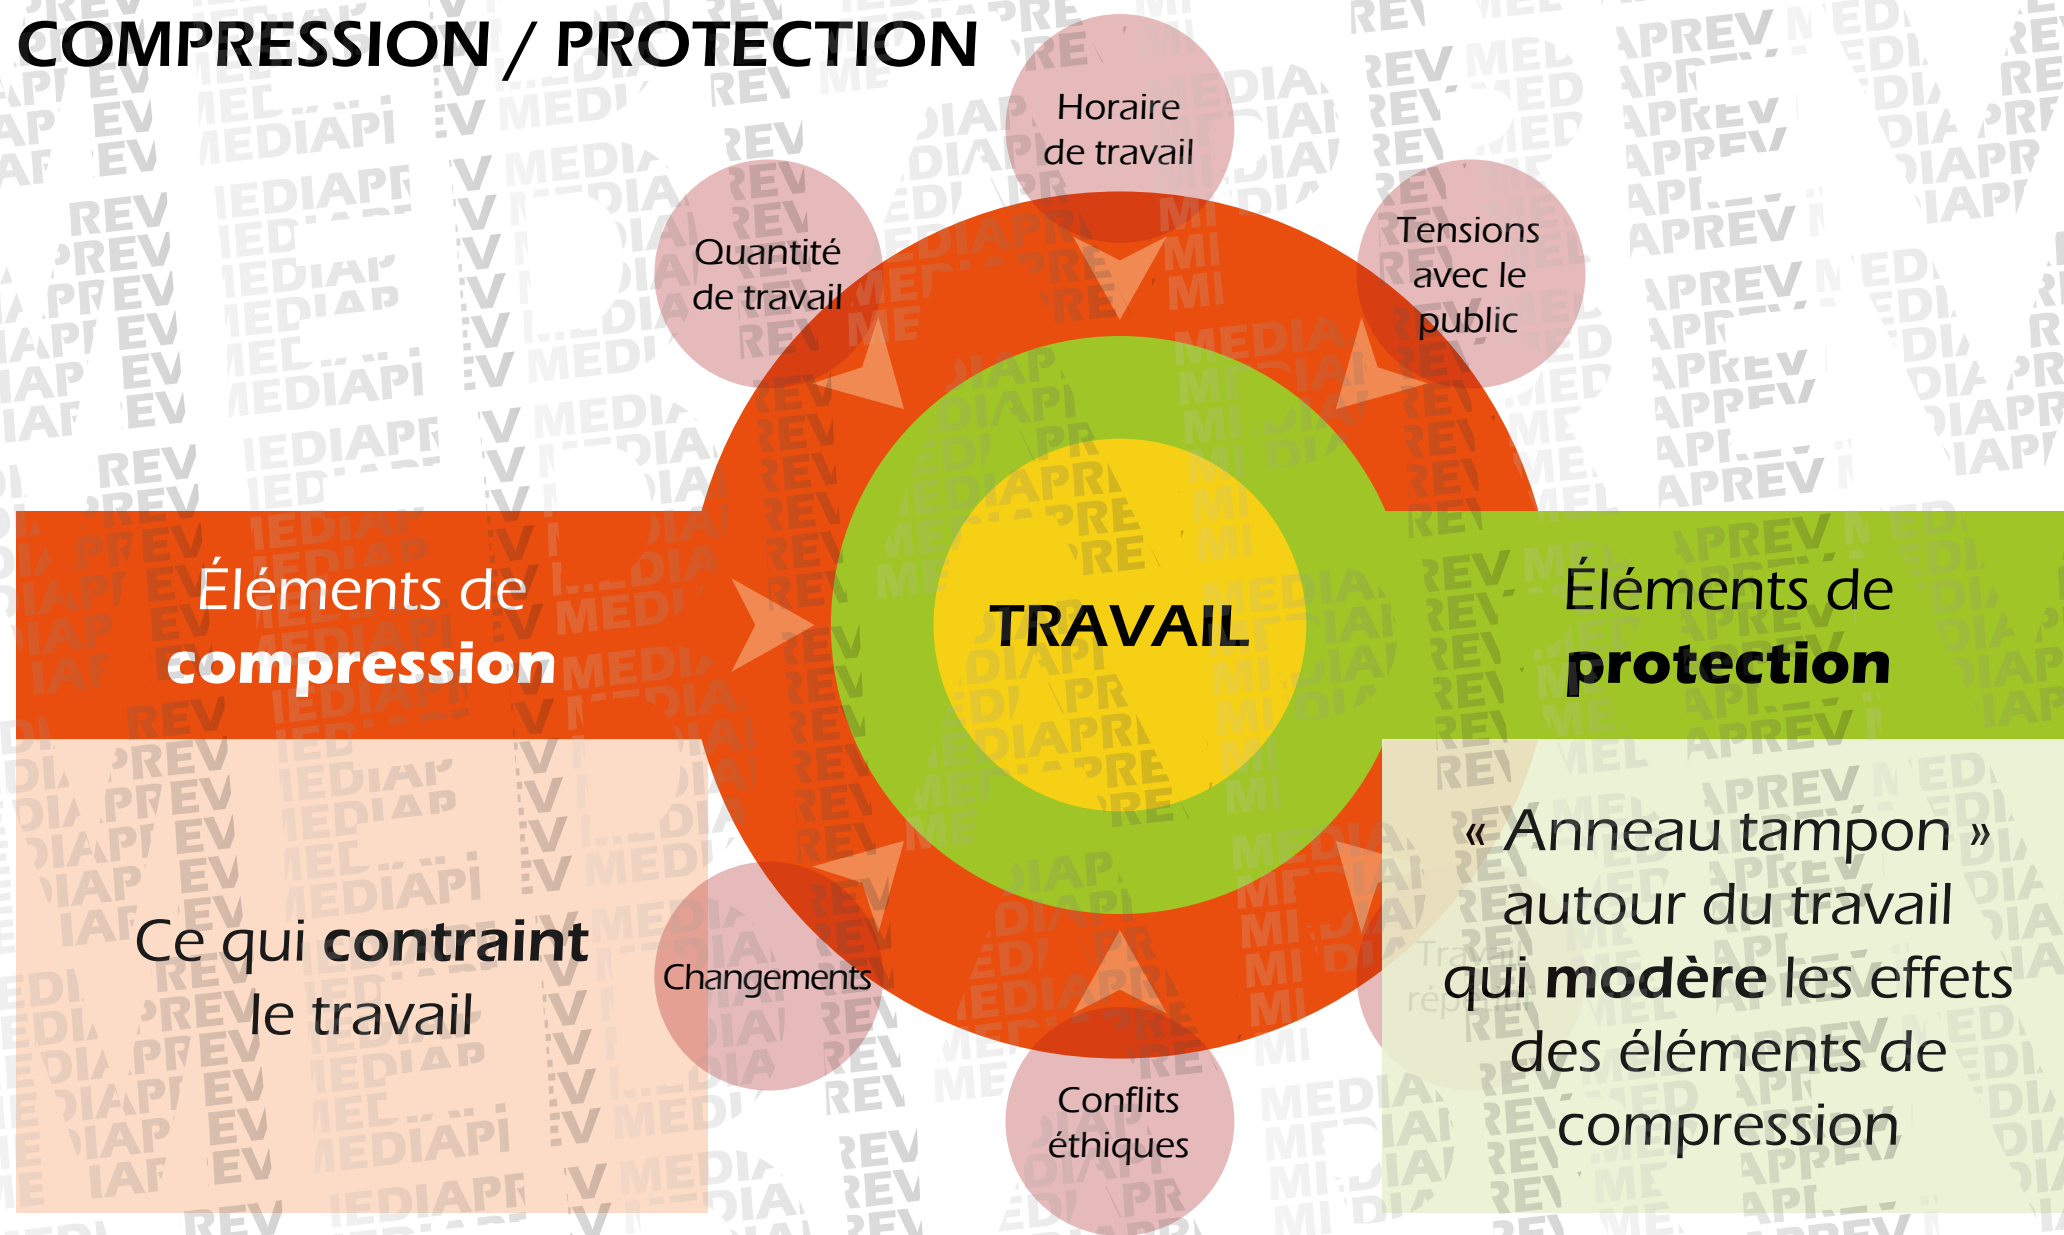 COMPRESSION / PROTECTION
Horaire
de travail
Quantité
de travail
Tensions
avec le
public
Éléments de
compression
TRAVAIL
Éléments de
protection
Ce qui contraint
le travail
« Anneau tampon »
autour du travail
qui modère les effets
des éléments de
compression
Changements
Travail
Conflits
éthiques